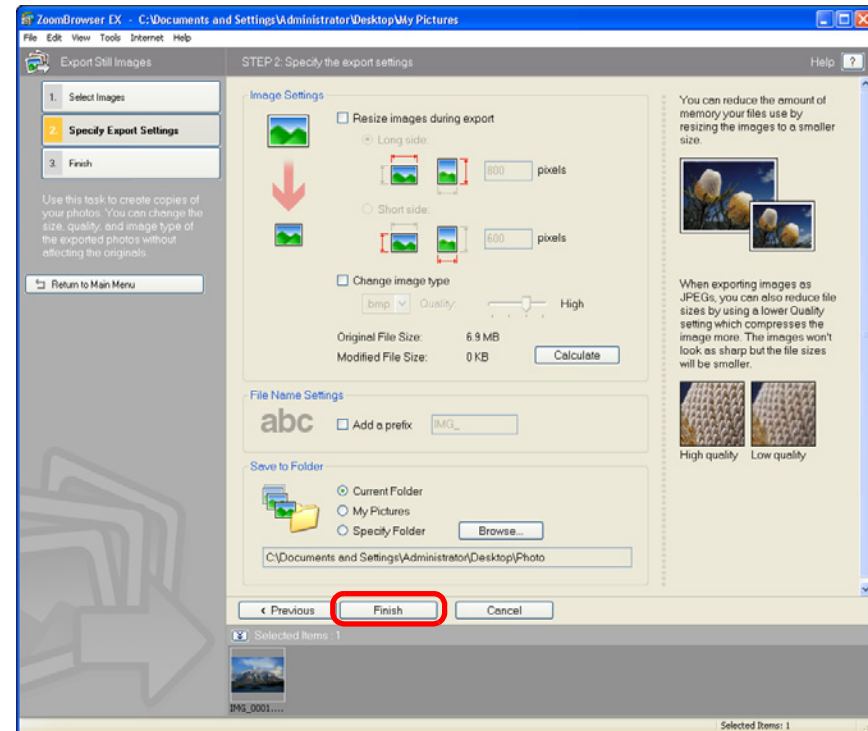 ZoomBrowser EX - C:\Documents and Settings\Administrator\Desktop\My Pictures
File Edit View Tools Internet Help
Export Still Images
STEP 2: Specify the export settings
Help ?
1. Select Images
2. Specify Export Settings
3. Finish
Use this task to create copies of
your photos. You can change the
size, quality, and image type of
the exported photos without
affecting the originals.
Return to Main Menu
Image Settings
Resize images during export
Long side:
800 pixels
Short side:
600 pixels
Change image type
bmp Quality: High
Original File Size: 6.9 MB
Modified File Size: 0 KB Calculate
File Name Settings
abc Add a prefix IMG_
Save to Folder
Current Folder
My Pictures
Specify Folder Browse...
C:\Documents and Settings\Administrator\Desktop\Photo
You can reduce the amount of
memory your files use by
resizing the images to a smaller
size.
When exporting images as
JPEGs, you can also reduce file
sizes by using a lower Quality
setting which compresses the
image more. The images won't
look as sharp but the file sizes
will be smaller.
High quality Low quality
< Previous Finish Cancel
Selected Items : 1
IMG_0001....
Selected Items: 1